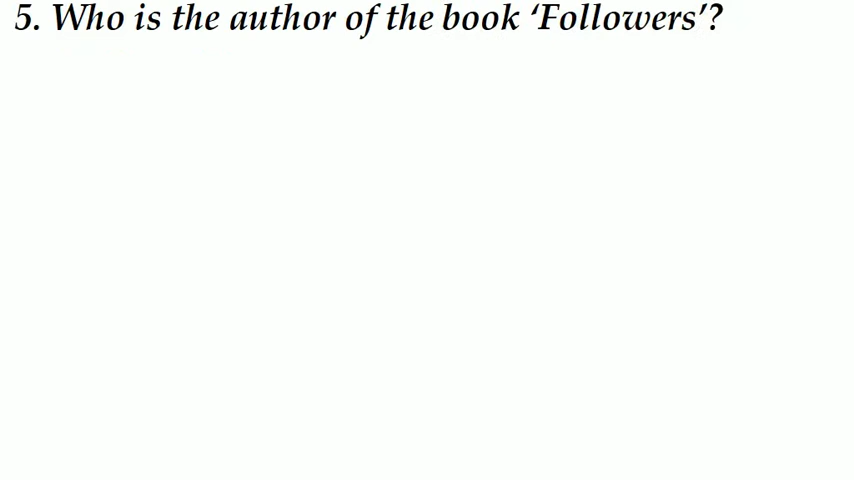 5. Who is the author of the book ‘Followers’?